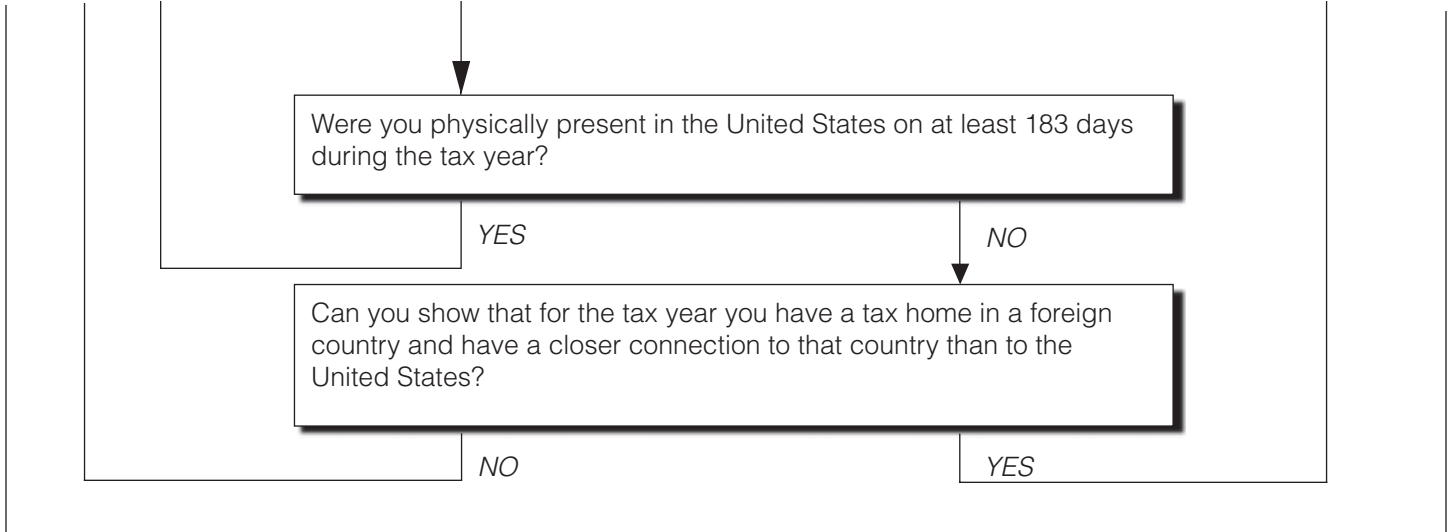 Were you physically present in the United States on at least 183 days
during the tax year?
YES
NO
Can you show that for the tax year you have a tax home in a foreign
country and have a closer connection to that country than to the
United States?
NO
YES